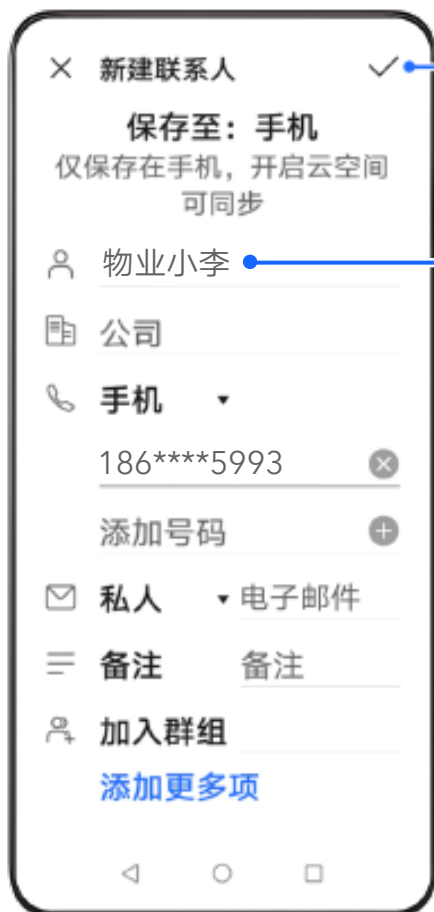 新建联系人
保存至：手机
仅保存在手机，开启云空间
可同步
物业小李
公司
手机
186****5993
添加号码
私人 电子邮件
备注 备注
加入群组
添加更多项